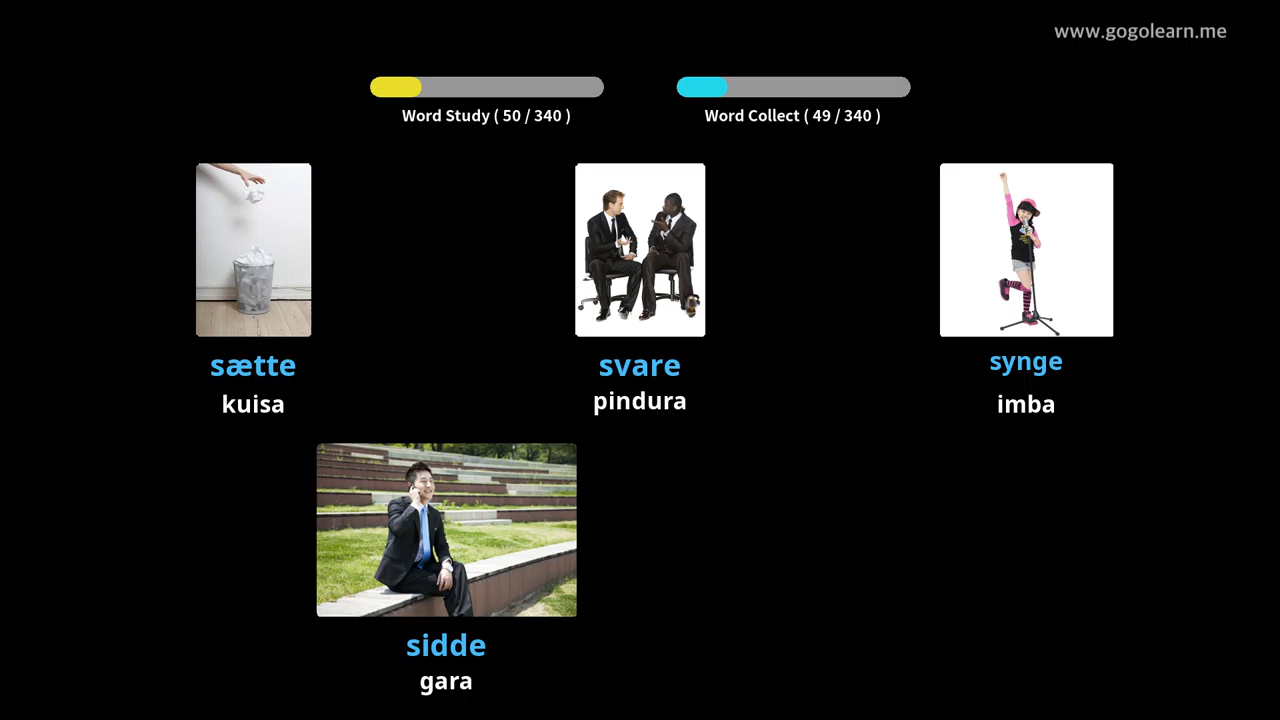 www.gogolearn.me
Word Study ( 50 / 340 )
Word Collect ( 49 / 340 )
sætte
kuisa
svare
pindura
synge
imba
sidde
gara